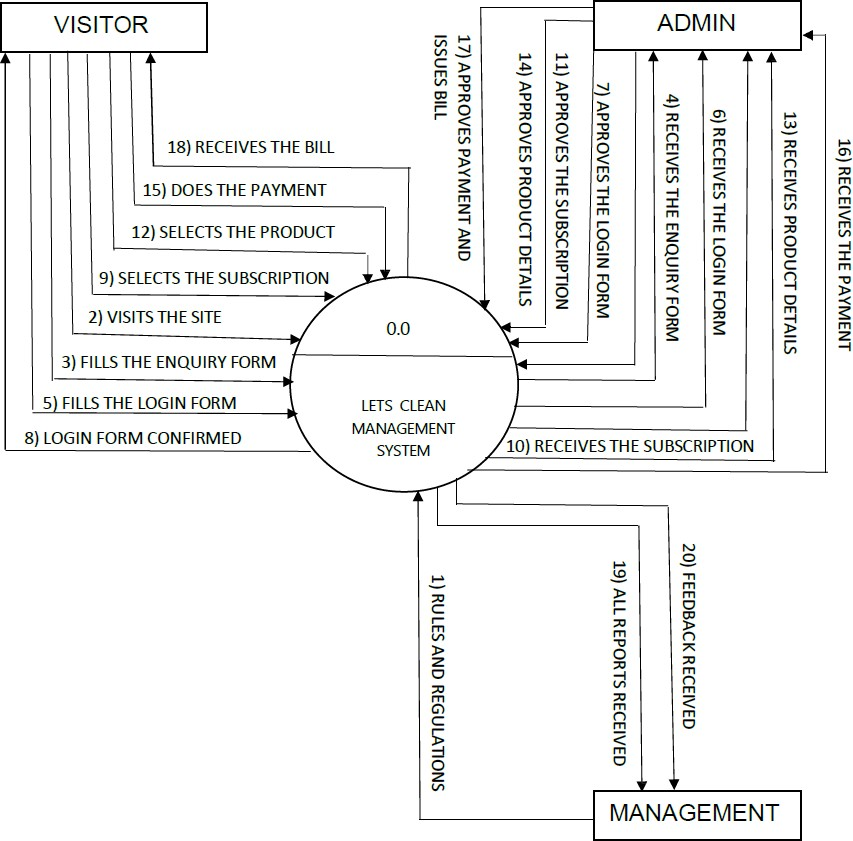 VISITOR
ADMIN
17) APPROVES PAYMENT AND
ISSUES BILL
14) APPROVES PRODUCT DETAILS
11) APPROVES THE SUBSCRIPTION
7) APPROVES THE LOGIN FORM
4) RECEIVES THE ENQUIRY FORM
6) RECEIVES THE LOGIN FORM
13) RECEIVES PRODUCT DETAILS
16) RECEIVES THE PAYMENT
18) RECEIVES THE BILL
15) DOES THE PAYMENT
12) SELECTS THE PRODUCT
9) SELECTS THE SUBSCRIPTION
2) VISITS THE SITE
3) FILLS THE ENQUIRY FORM
5) FILLS THE LOGIN FORM
8) LOGIN FORM CONFIRMED
0.0
LETS CLEAN
MANAGEMENT
SYSTEM
10) RECEIVES THE SUBSCRIPTION
1) RULES AND REGULATIONS
19) ALL REPORTS RECEIVED
20) FEEDBACK RECEIVED
MANAGEMENT